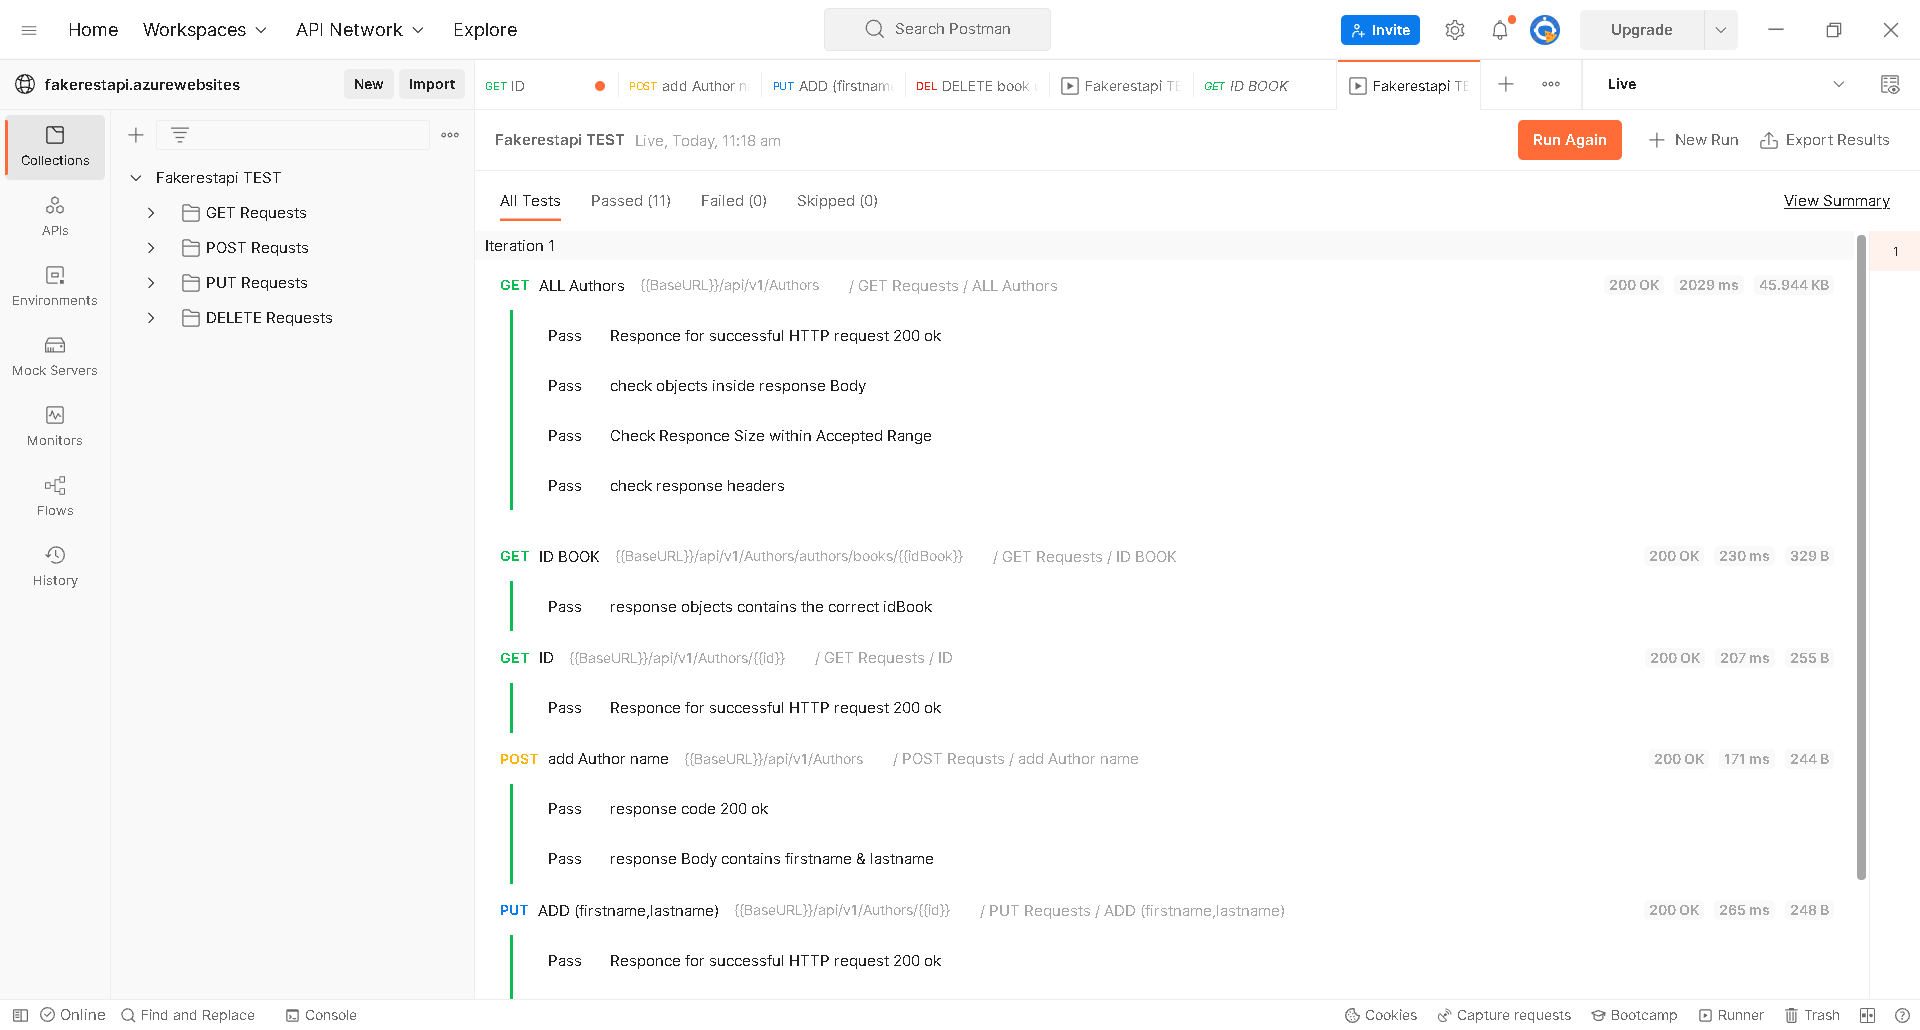 Home Workspaces API Network Explore Search Postman Invite Upgrade
fakerestapi.azurewebsites New Import GET ID POST add Author n PUT ADD (firstname DEL DELETE book Fakerestapi TE GET ID BOOK Fakerestapi TE Live
Collections
APIs
Environments
Mock Servers
Monitors
Flows
History
Fakerestapi TEST
GET Requests
POST Requsts
PUT Requests
DELETE Requests
Fakerestapi TEST Live, Today, 11:18 am Run Again New Run Export Results
All Tests Passed (11) Failed (0) Skipped (0) View Summary
Iteration 1 1
GET ALL Authors {{BaseURL}}/api/v1/Authors / GET Requests / ALL Authors 200 OK 2029 ms 45.944 KB
Pass Responce for successful HTTP request 200 ok
Pass check objects inside response Body
Pass Check Responce Size within Accepted Range
Pass check response headers
GET ID BOOK {{BaseURL}}/api/v1/Authors/authors/books/{{idBook}} / GET Requests / ID BOOK 200 OK 230 ms 329 B
Pass response objects contains the correct idBook
GET ID {{BaseURL}}/api/v1/Authors/{{id}} / GET Requests / ID 200 OK 207 ms 255 B
Pass Responce for successful HTTP request 200 ok
POST add Author name {{BaseURL}}/api/v1/Authors / POST Requsts / add Author name 200 OK 171 ms 244 B
Pass response code 200 ok
Pass response Body contains firstname & lastname
PUT ADD (firstname,lastname) {{BaseURL}}/api/v1/Authors/{{id}} / PUT Requests / ADD (firstname,lastname) 200 OK 265 ms 248 B
Pass Responce for successful HTTP request 200 ok
Online Find and Replace Console Cookies Capture requests Bootcamp Runner Trash